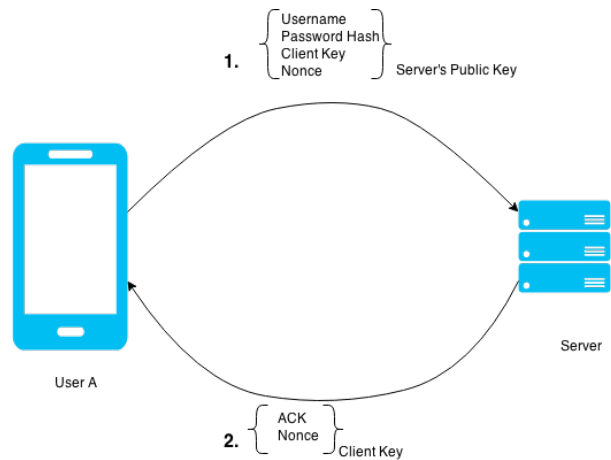 Username
Password Hash
1.
Client Key
Nonce
Server's Public Key
Server
User A
ACK
Nonce
2.
Client Key